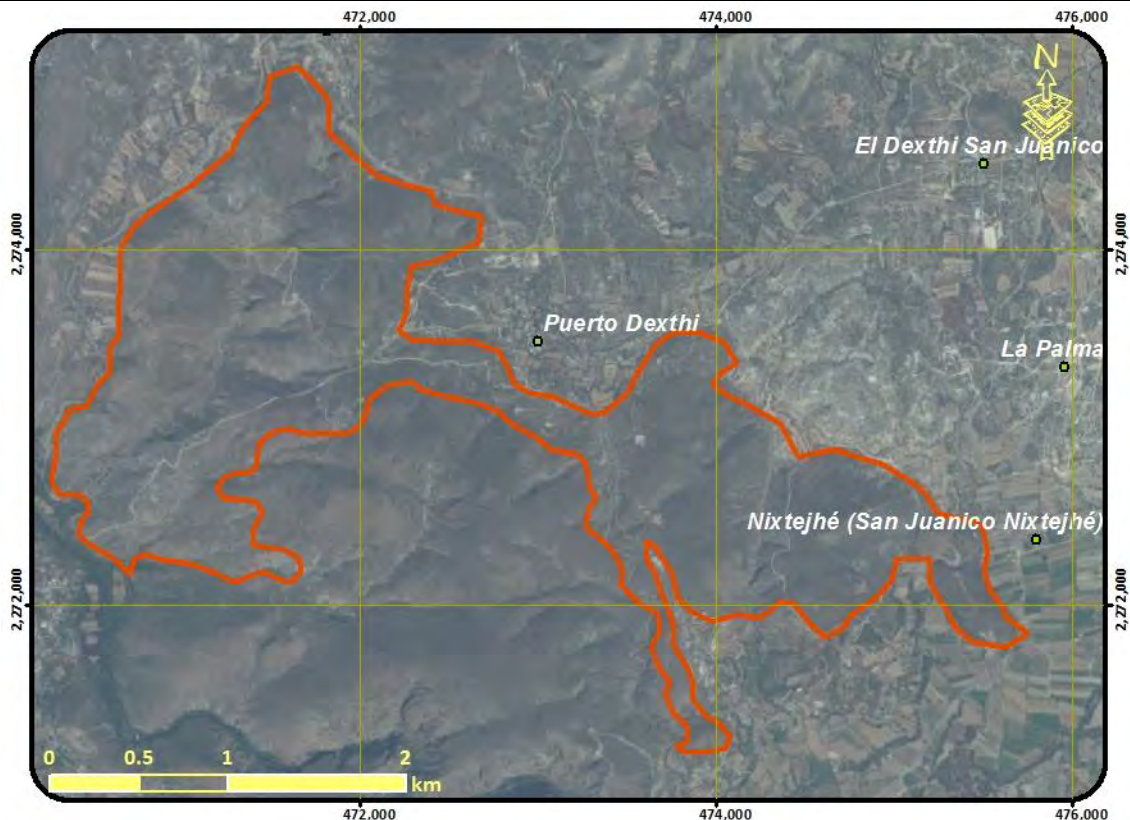 472,000
474,000
476,000
N
El Dexthi San Juanico
2,274,000
2,274,000
Puerto Dexthi
La Palma
Nixtejhé (San Juanico Nixtejhé)
2,272,000
2,272,000
0 0.5 1 2
km
472,000
474,000
476,000